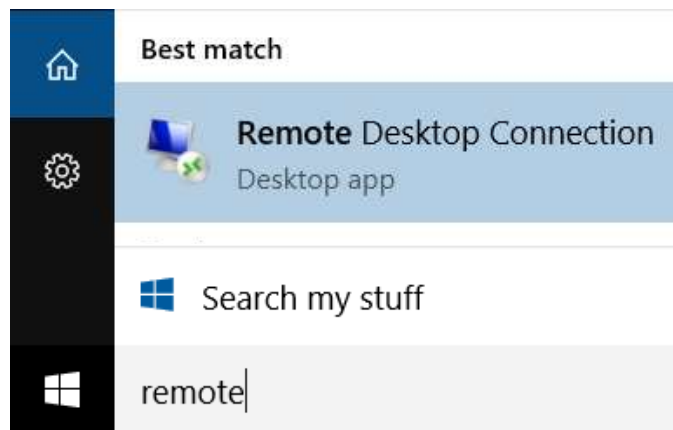 Best match
Remote Desktop Connection
Desktop app
Search my stuff
remote